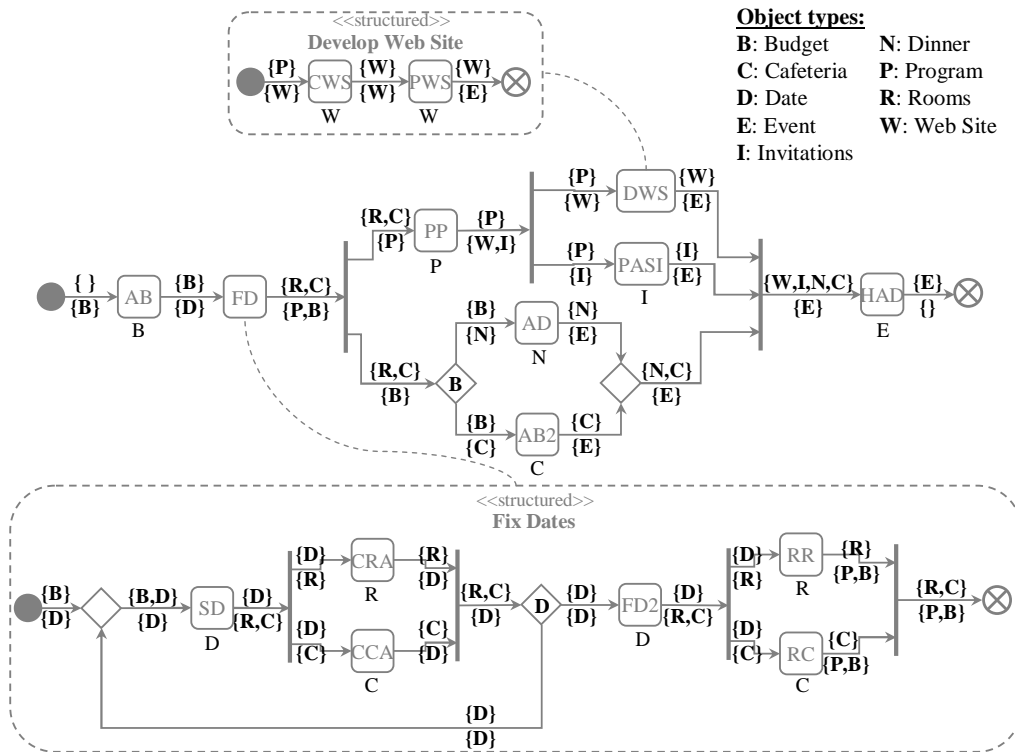 <<structured>>
Develop Web Site
{P} {W} {W}
CWS PWS
{W} {W} {E}
W W
Object types:
B: Budget N: Dinner
C: Cafeteria P: Program
D: Date R: Rooms
E: Event W: Web Site
I: Invitations
{P} DWS {W}
{W} {E}
{R,C} PP {P}
{P} {W,I}
P
{P} PASI {I}
{I} {E}
I
{ } AB {B} FD {R,C}
{B} {D} {P,B}
B
{W,I,N,C} HAD {E}
{E} {}
E
{B} AD {N}
{N} {E}
N
{R,C} B
{B}
{N,C}
{E}
{B} AB2 {C}
{C} {E}
C
<<structured>>
Fix Dates
{D} CRA {R}
{R} {D}
R
{D} RR {R}
{R} {P,B}
R
{B} {B,D} SD {D}
{D} {D} {R,C}
D
{R,C} D {D} FD2 {D}
{D} {D} {R,C}
D
{R,C}
{P,B}
{D} CCA {C}
{C} {D}
C
{D} RC {C}
{C} {P,B}
C
{D}
{D}